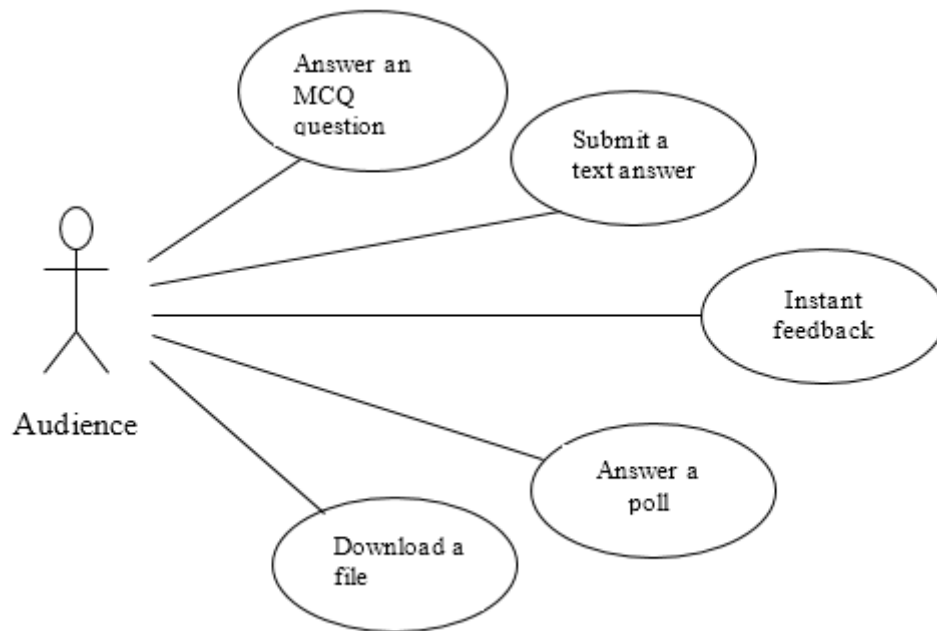 Answer an
MCQ
question
Submit a
text answer
Instant
feedback
Audience
Answer a
poll
Download a
file